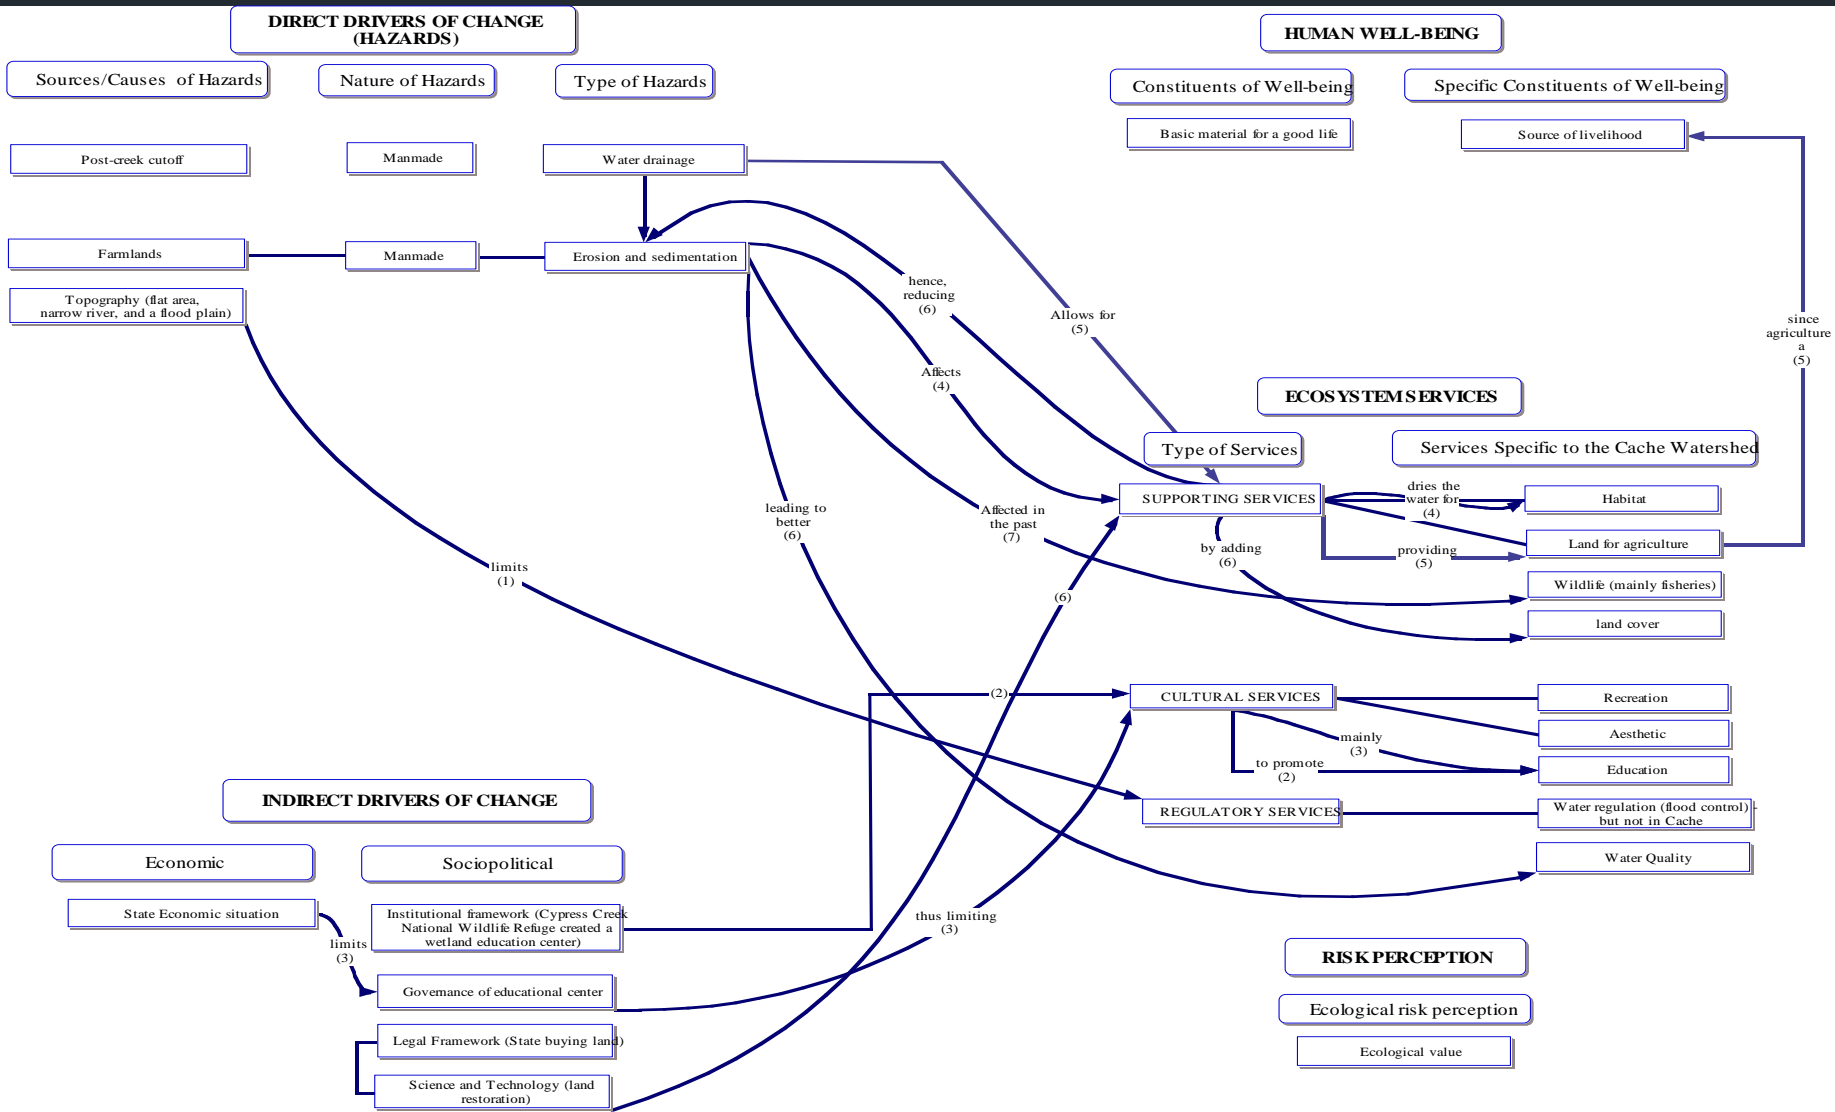 DIRECT DRIVERS OF CHANGE
(HAZARDS)
HUMAN WELL-BEING
Sources/Causes of Hazards
Nature of Hazards
Type of Hazards
Constituents of Well-being
Specific Constituents of Well-being
Basic material for a good life
Source of livelihood
Post-creek cutoff
Manmade
Water drainage
Farmlands
Manmade
Erosion and sedimentation
Topography (flat area,
narrow river, and a flood plain)
hence,
reducing
(6)
Allows for
(5)
since
agriculture
a
(5)
Affects
(4)
ECOSYSTEM SERVICES
Type of Services
Services Specific to the Cache Watershed
SUPPORTING SERVICES
dries the
water for
(4)
Habitat
leading to
better
(6)
Affected in
the past
(7)
by adding
(6)
providing
(5)
Land for agriculture
limits
(1)
Wildlife (mainly fisheries)
(6)
land cover
(2)
CULTURAL SERVICES
Recreation
Aesthetic
mainly
(3)
to promote
(2)
Education
REGULATORY SERVICES
Water regulation (flood control) -
but not in Cache
Water Quality
INDIRECT DRIVERS OF CHANGE
Economic
Sociopolitical
State Economic situation
Institutional framework (Cypress Creek
National Wildlife Refuge created a
wetland education center)
limits
(3)
thus limiting
(3)
Governance of educational center
Legal Framework (State buying land)
Science and Technology (land
restoration)
RISK PERCEPTION
Ecological risk perception
Ecological value